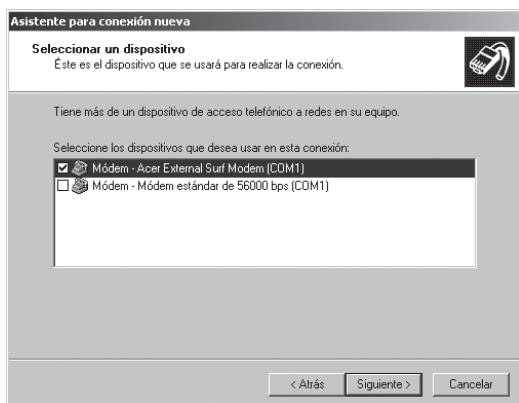 Asistente para conexión nueva
Seleccionar un dispositivo
Éste es el dispositivo que se usará para realizar la conexión.
Tiene más de un dispositivo de acceso telefónico a redes en su equipo.
Seleccione los dispositivos que desea usar en esta conexión:
Módem - Acer External Surf Modem (COM1)
Módem - Módem estándar de 56000 bps (COM1)
< Atrás Siguiente > Cancelar